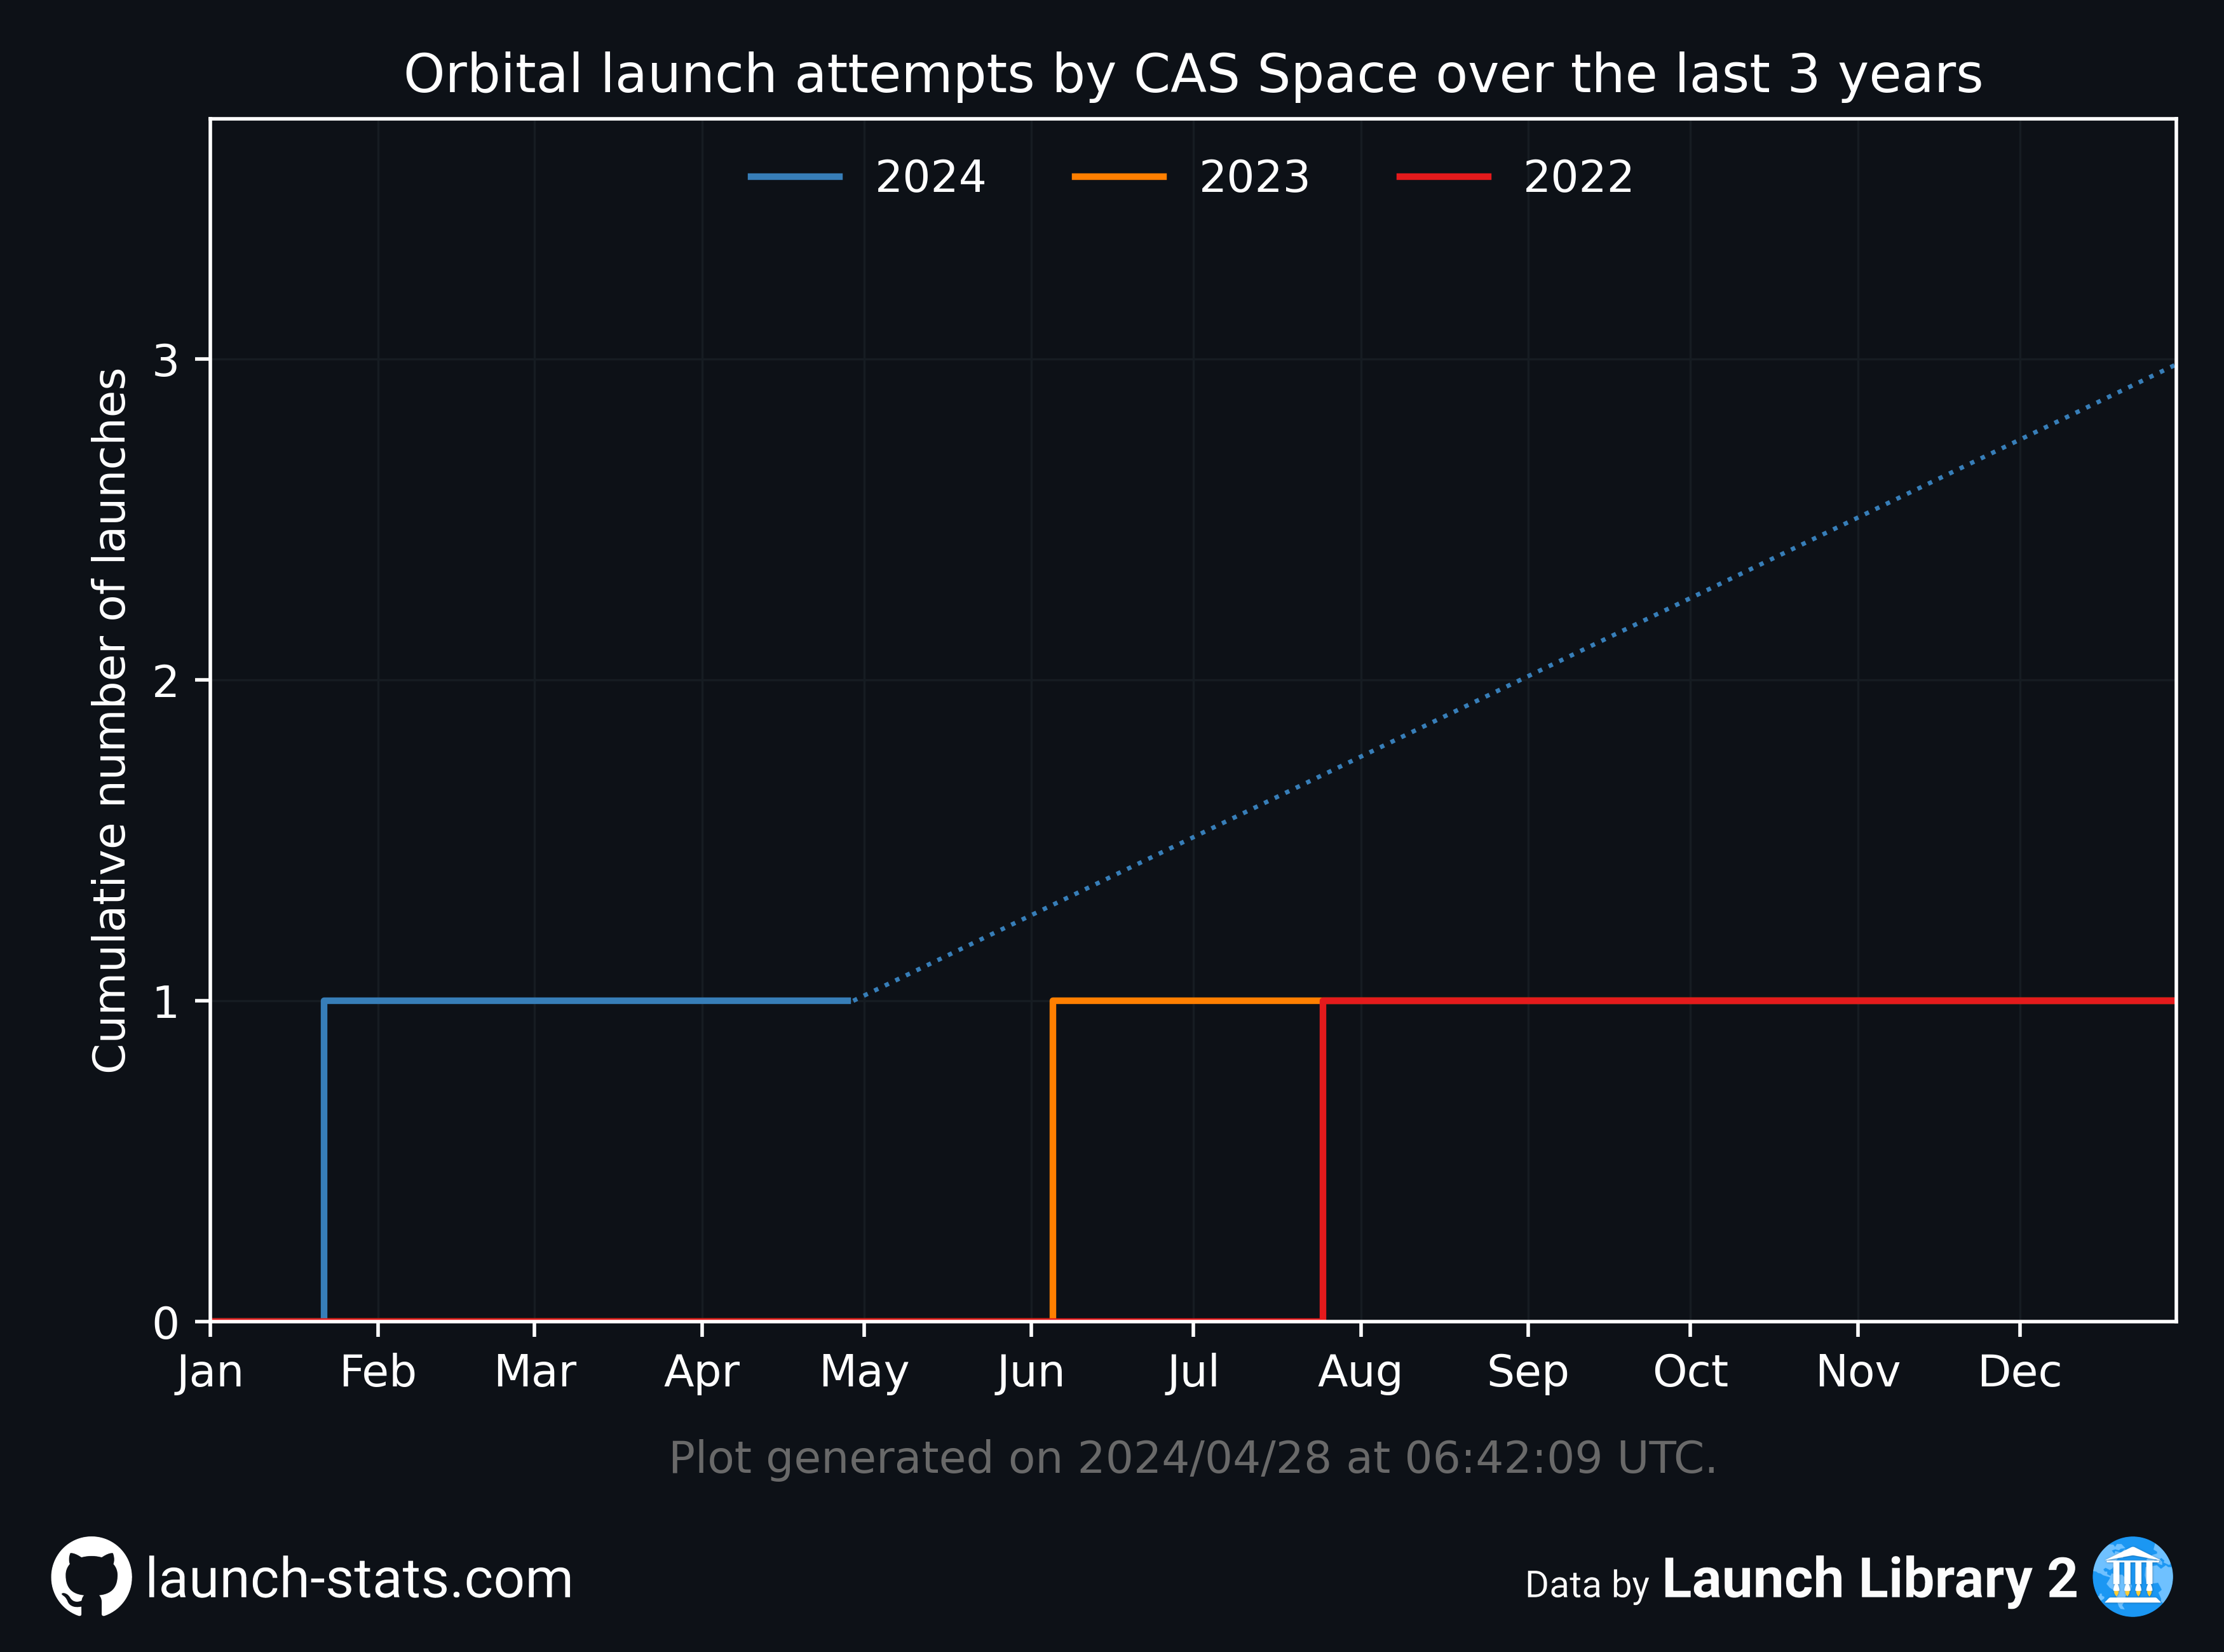 Orbital launch attempts by CAS Space over the last 3 years
2024 2023 2022
Cumulative number of launches
3
2
1
0
Jan Feb Mar Apr May Jun Jul Aug Sep Oct Nov Dec
Plot generated on 2024/04/28 at 06:42:09 UTC.
launch-stats.com
Data by Launch Library 2